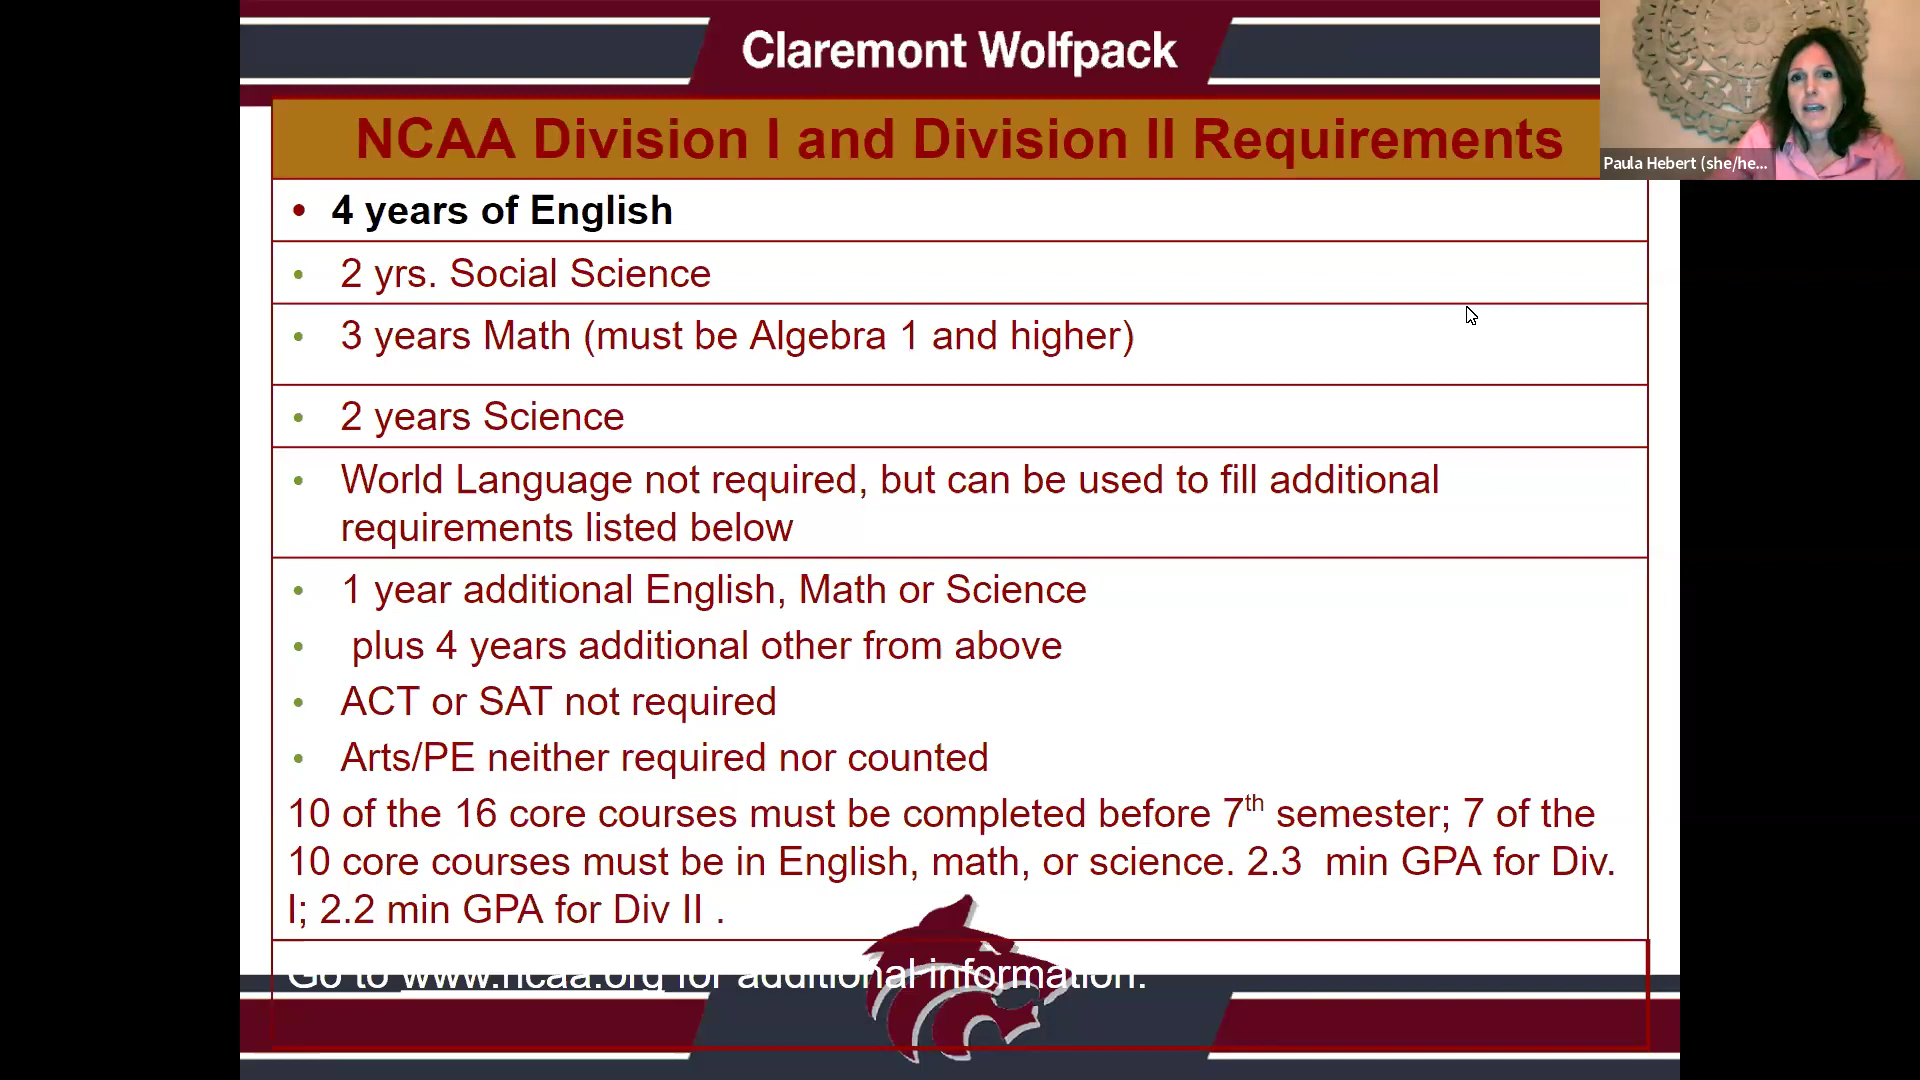 Claremont Wolfpack
NCAA Division I and Division II Requirements
Paula Hebert (she/he...
• 4 years of English
• 2 yrs. Social Science
• 3 years Math (must be Algebra 1 and higher)
• 2 years Science
• World Language not required, but can be used to fill additional
requirements listed below
• 1 year additional English, Math or Science
• plus 4 years additional other from above
• ACT or SAT not required
• Arts/PE neither required nor counted
10 of the 16 core courses must be completed before 7th semester; 7 of the
10 core courses must be in English, math, or science. 2.3 min GPA for Div.
I; 2.2 min GPA for Div II .
Go to www.ncaa.org for additional information.